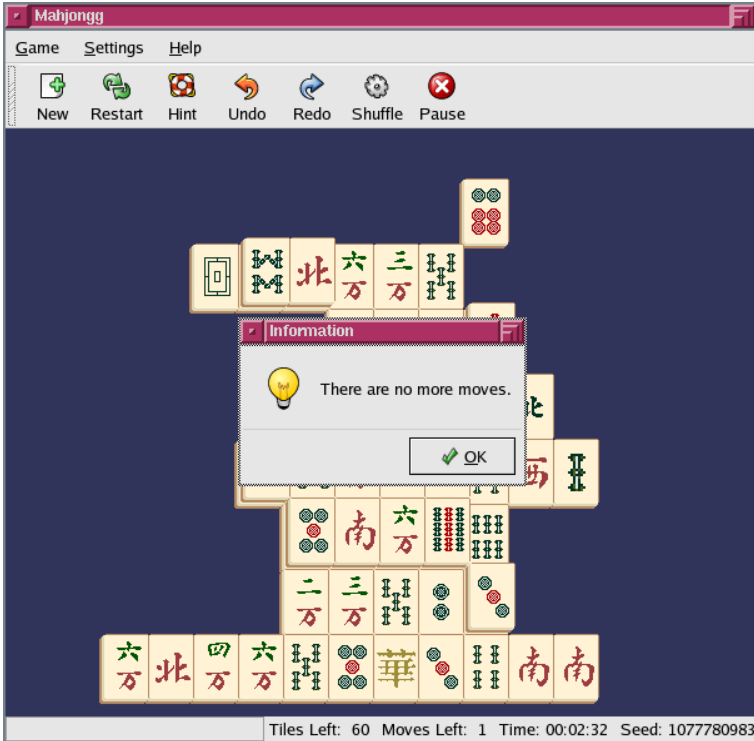 Mahjongg
Game Settings Help
New Restart Hint Undo Redo Shuffle Pause
北 六万 三万
Information
There are no more moves.
OK
北
西
南 六万
二万 三万
六万 北 四万 六万 華 南 南
Tiles Left: 60 Moves Left: 1 Time: 00:02:32 Seed: 1077780983